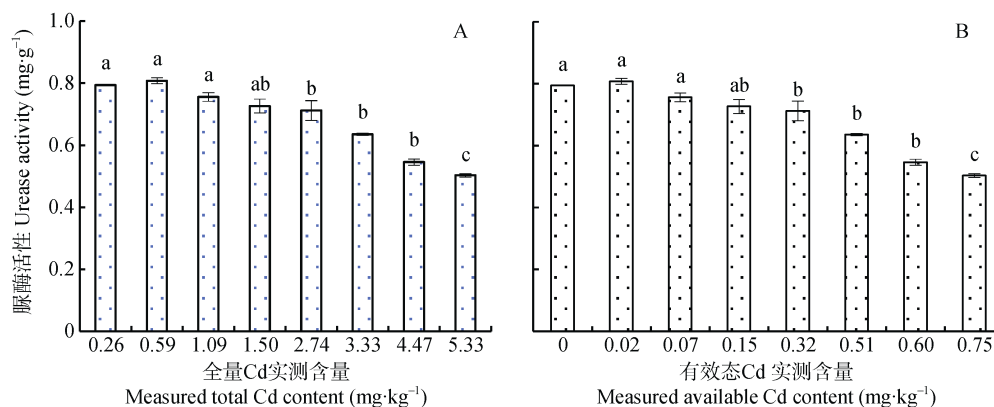 脲酶活性 Urease activity (mg·g⁻¹)
1.0
0.8
0.6
0.4
0.2
0
A
a a a ab b b b c
0.26 0.59 1.09 1.50 2.74 3.33 4.47 5.33
全量Cd实测含量
Measured total Cd content (mg·kg⁻¹)
B
a a a ab b b b c
0 0.02 0.07 0.15 0.32 0.51 0.60 0.75
有效态Cd 实测含量
Measured available Cd content (mg·kg⁻¹)